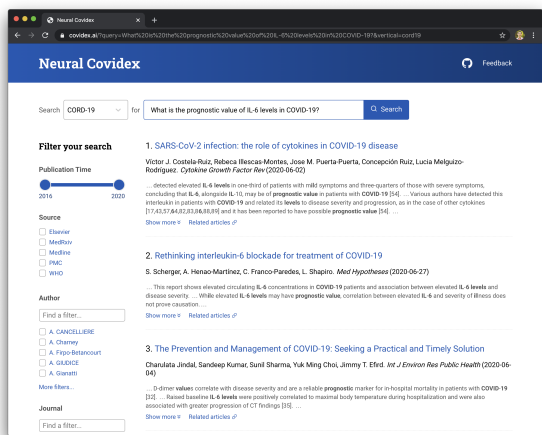 Neural Covidex
covidex.ai/?query=What%20is%20the%20prognostic%20value%20of%20IL-6%20levels%20in%20COVID-19?&vertical=cord19
Neural Covidex
Feedback
Search CORD-19 for What is the prognostic value of IL-6 levels in COVID-19? Search
Filter your search
Publication Time
2016 2020
Source
Elsevier
MedRxiv
Medline
PMC
WHO
Author
Find a filter...
A. CANCELLIERE
A. Charney
A. Firpo-Betancourt
A. GIUDICE
A. Gianatti
More filters...
Journal
Find a filter...
1. SARS-CoV-2 infection: the role of cytokines in COVID-19 disease
Víctor J. Costela-Ruiz, Rebeca Illescas-Montes, Jose M. Puerta-Puerta, Concepción Ruiz, Lucia Melguizo-
Rodríguez. Cytokine Growth Factor Rev (2020-06-02)
... detected elevated IL-6 levels in one-third of patients with mild symptoms and three-quarters of those with severe symptoms,
concluding that IL-6, alongside IL-10, may be of prognostic value in patients with COVID-19 [54]. ... Various authors have detected this
interleukin in patients with COVID-19 and related its levels to disease severity and progression, as in the case of other cytokines
[17,43,57,64,82,83,86,88,89] and it has been reported to have possible prognostic value [54]. ...
Show more Related articles
2. Rethinking interleukin-6 blockade for treatment of COVID-19
S. Scherger, A. Henao-Martínez, C. Franco-Paredes, L. Shapiro. Med Hypotheses (2020-06-27)
... This report shows elevated circulating IL-6 concentrations in COVID-19 patients and association between elevated IL-6 levels and
disease severity. ... While elevated IL-6 levels may have prognostic value, correlation between elevated IL-6 and severity of illness does
not prove causation. ...
Show more Related articles
3. The Prevention and Management of COVID-19: Seeking a Practical and Timely Solution
Charulata Jindal, Sandeep Kumar, Sunil Sharma, Yuk Ming Choi, Jimmy T. Efird. Int J Environ Res Public Health (2020-06-
04)
... D-dimer values correlate with disease severity and are a reliable prognostic marker for in-hospital mortality in patients with COVID-19
[32]. ... Raised baseline IL-6 levels were positively correlated to maximal body temperature during hospitalization and were also
associated with greater progression of CT findings [35]. ...
Show more Related articles